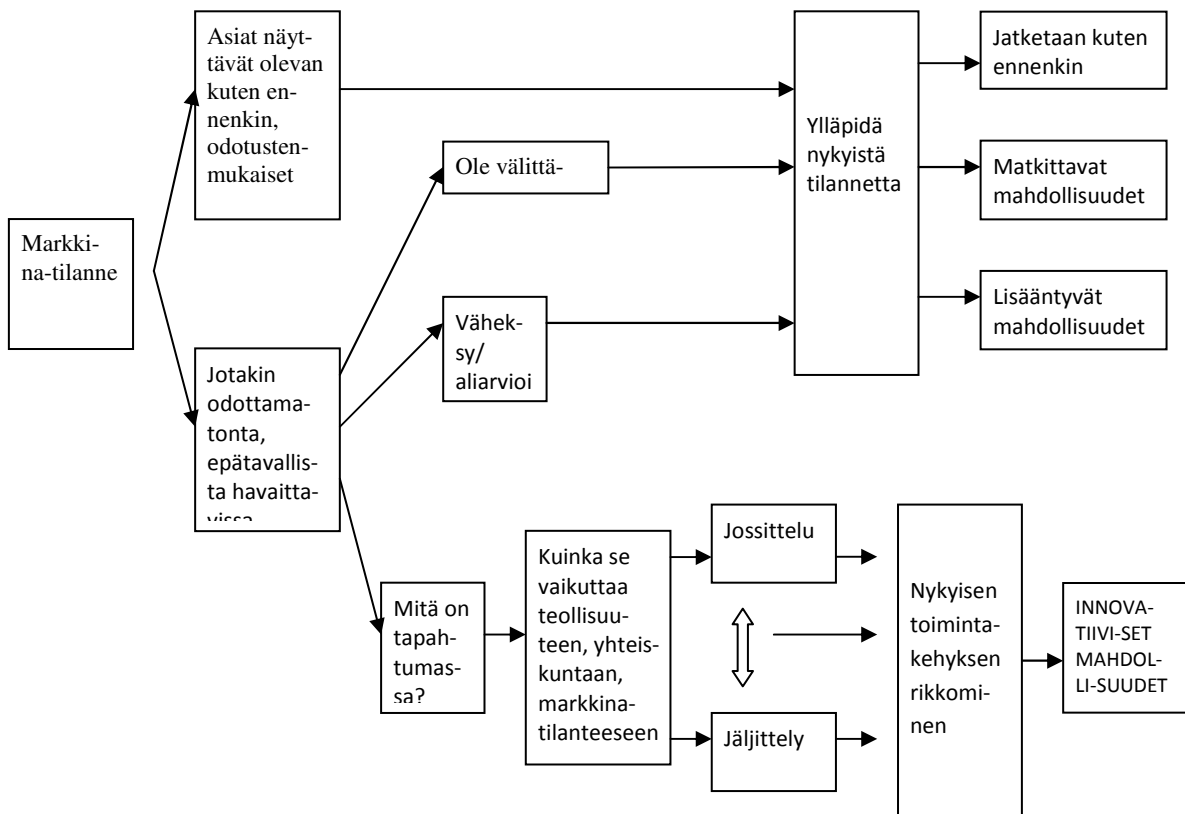 Markki-
na-tilanne
Asiat näyt-
tävät olevan
kuten en-
nenkin,
odotusten-
mukaiset
Jotakin
odottama-
tonta,
epätavallis-
ta havaitta-
vissa
Ole välittä-
Vähek-
sy/
aliarvioi
Ylläpidä
nykyistä
tilannetta
Jatketaan kuten
ennenkin
Matkittavat
mahdollisuudet
Lisääntyvät
mahdollisuudet
Mitä on
tapah-
tumas-
sa?
Kuinka se
vaikuttaa
teollisuu-
teen, yhteis-
kuntaan,
markkina-
tilanteeseen
Jossittelu
Jäljittely
Nykyisen
toiminta-
kehyksen
rikkomi-
nen
INNOVA-
TIIVI-SET
MAHDOL-
LI-SUUDET